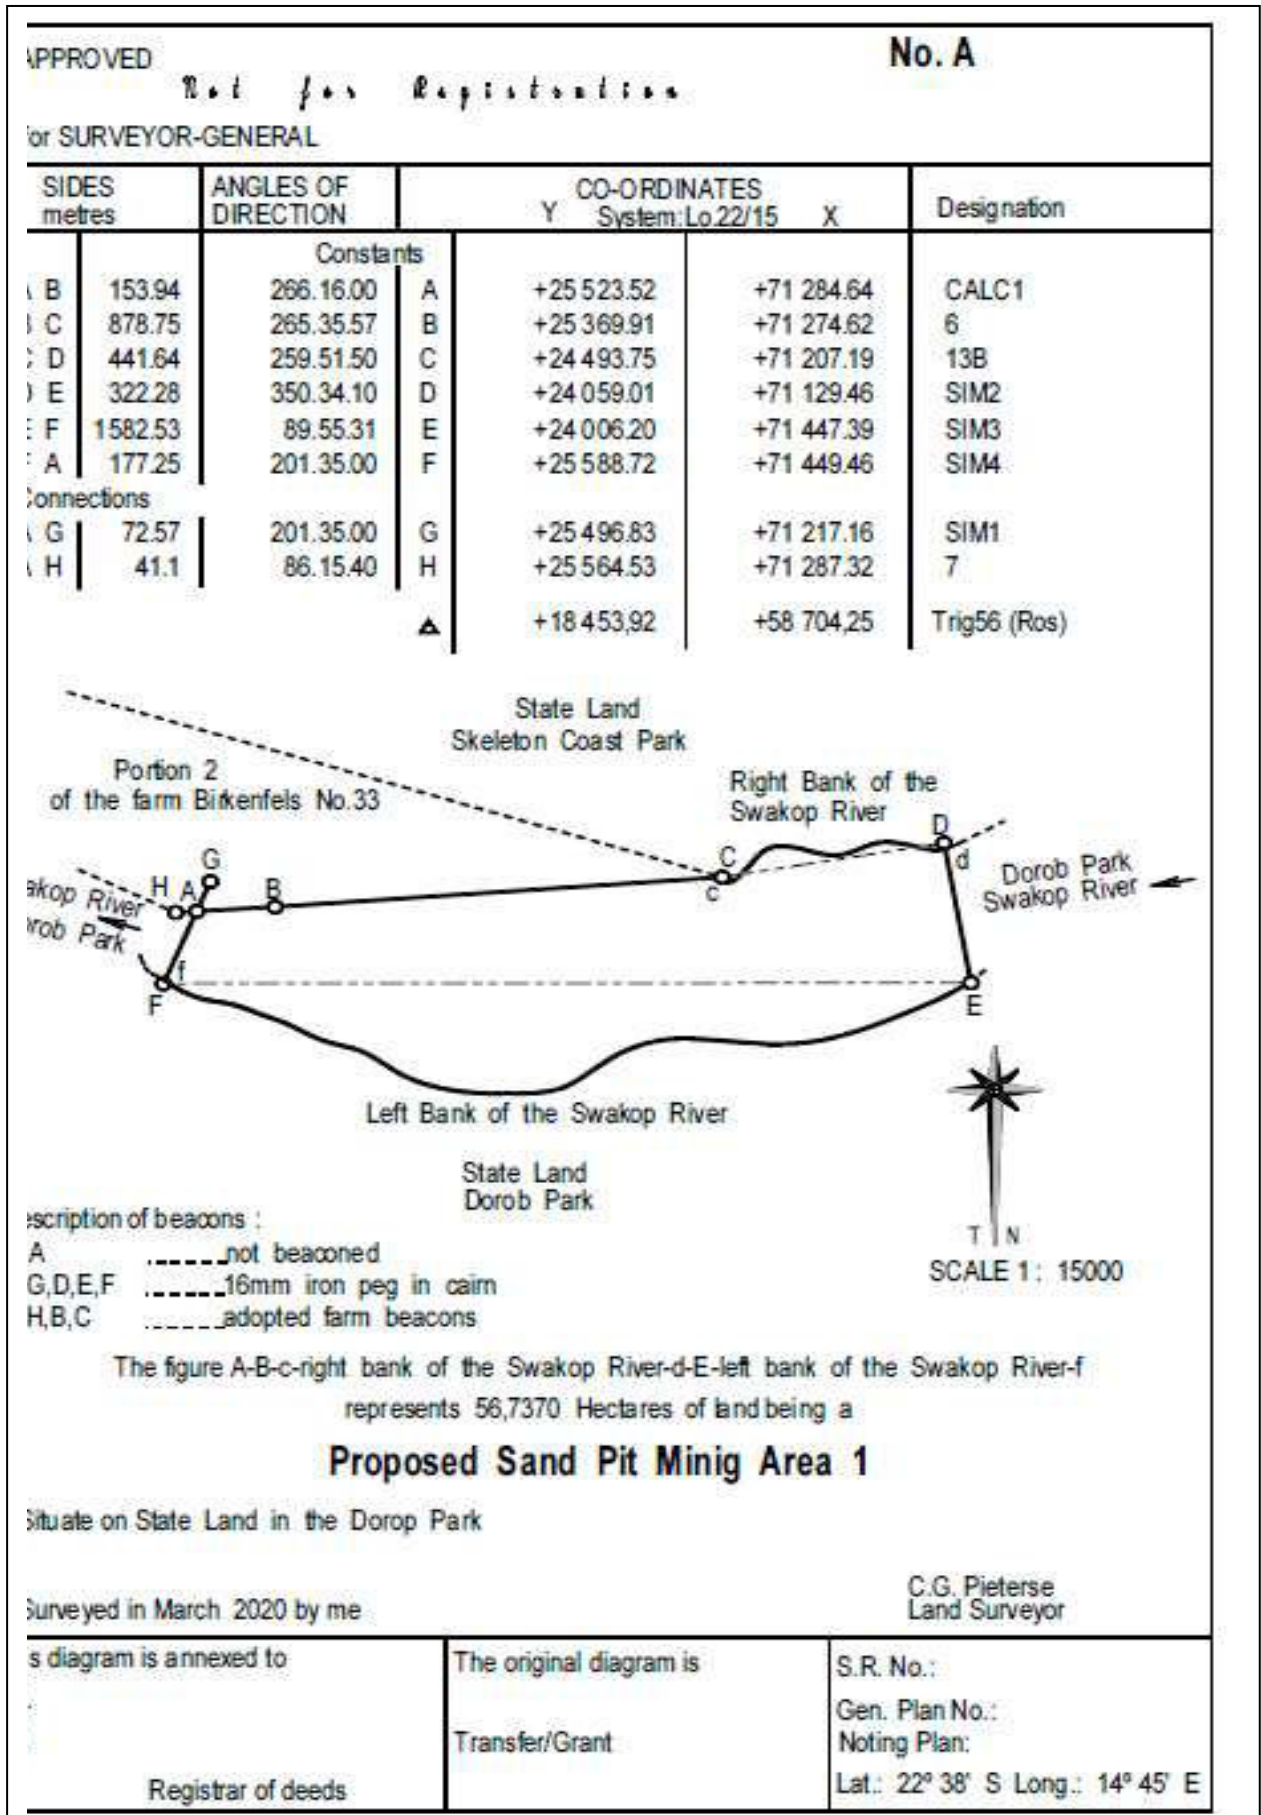 APPROVED
No. A
Not for Registration
for SURVEYOR-GENERAL
SIDES metres ANGLES OF DIRECTION CO-ORDINATES Y System:Lo.22/15 X Designation
Constants
A B 153.94 266.16.00 A +25 523.52 +71 284.64 CALC1
B C 878.75 265.35.57 B +25 369.91 +71 274.62 6
C D 441.64 259.51.50 C +24 493.75 +71 207.19 13B
D E 322.28 350.34.10 D +24 059.01 +71 129.46 SIM2
E F 1582.53 89.55.31 E +24 006.20 +71 447.39 SIM3
F A 177.25 201.35.00 F +25 588.72 +71 449.46 SIM4
Connections
A G 72.57 201.35.00 G +25 496.83 +71 217.16 SIM1
A H 41.1 86.15.40 H +25 564.53 +71 287.32 7
+18 453,92 +58 704,25 Trig56 (Ros)
State Land
Skeleton Coast Park
Portion 2
of the farm Birkenfels No.33
Right Bank of the
Swakop River
D
C
c
d
Dorob Park
Swakop River
G
H A B
akop River
rob Park
f
F
E
Left Bank of the Swakop River
State Land
Dorob Park
T N
SCALE 1 : 15000
escription of beacons :
A ......... not beaconed
G,D,E,F ......... 16mm iron peg in cairn
H,B,C ......... adopted farm beacons
The figure A-B-c-right bank of the Swakop River-d-E-left bank of the Swakop River-f
represents 56,7370 Hectares of land being a
Proposed Sand Pit Minig Area 1
Situate on State Land in the Dorop Park
Surveyed in March 2020 by me
C.G. Pieterse
Land Surveyor
s diagram is annexed to
Registrar of deeds
The original diagram is
Transfer/Grant
S.R. No.:
Gen. Plan No.:
Noting Plan:
Lat.: 22º 38' S Long.: 14º 45' E